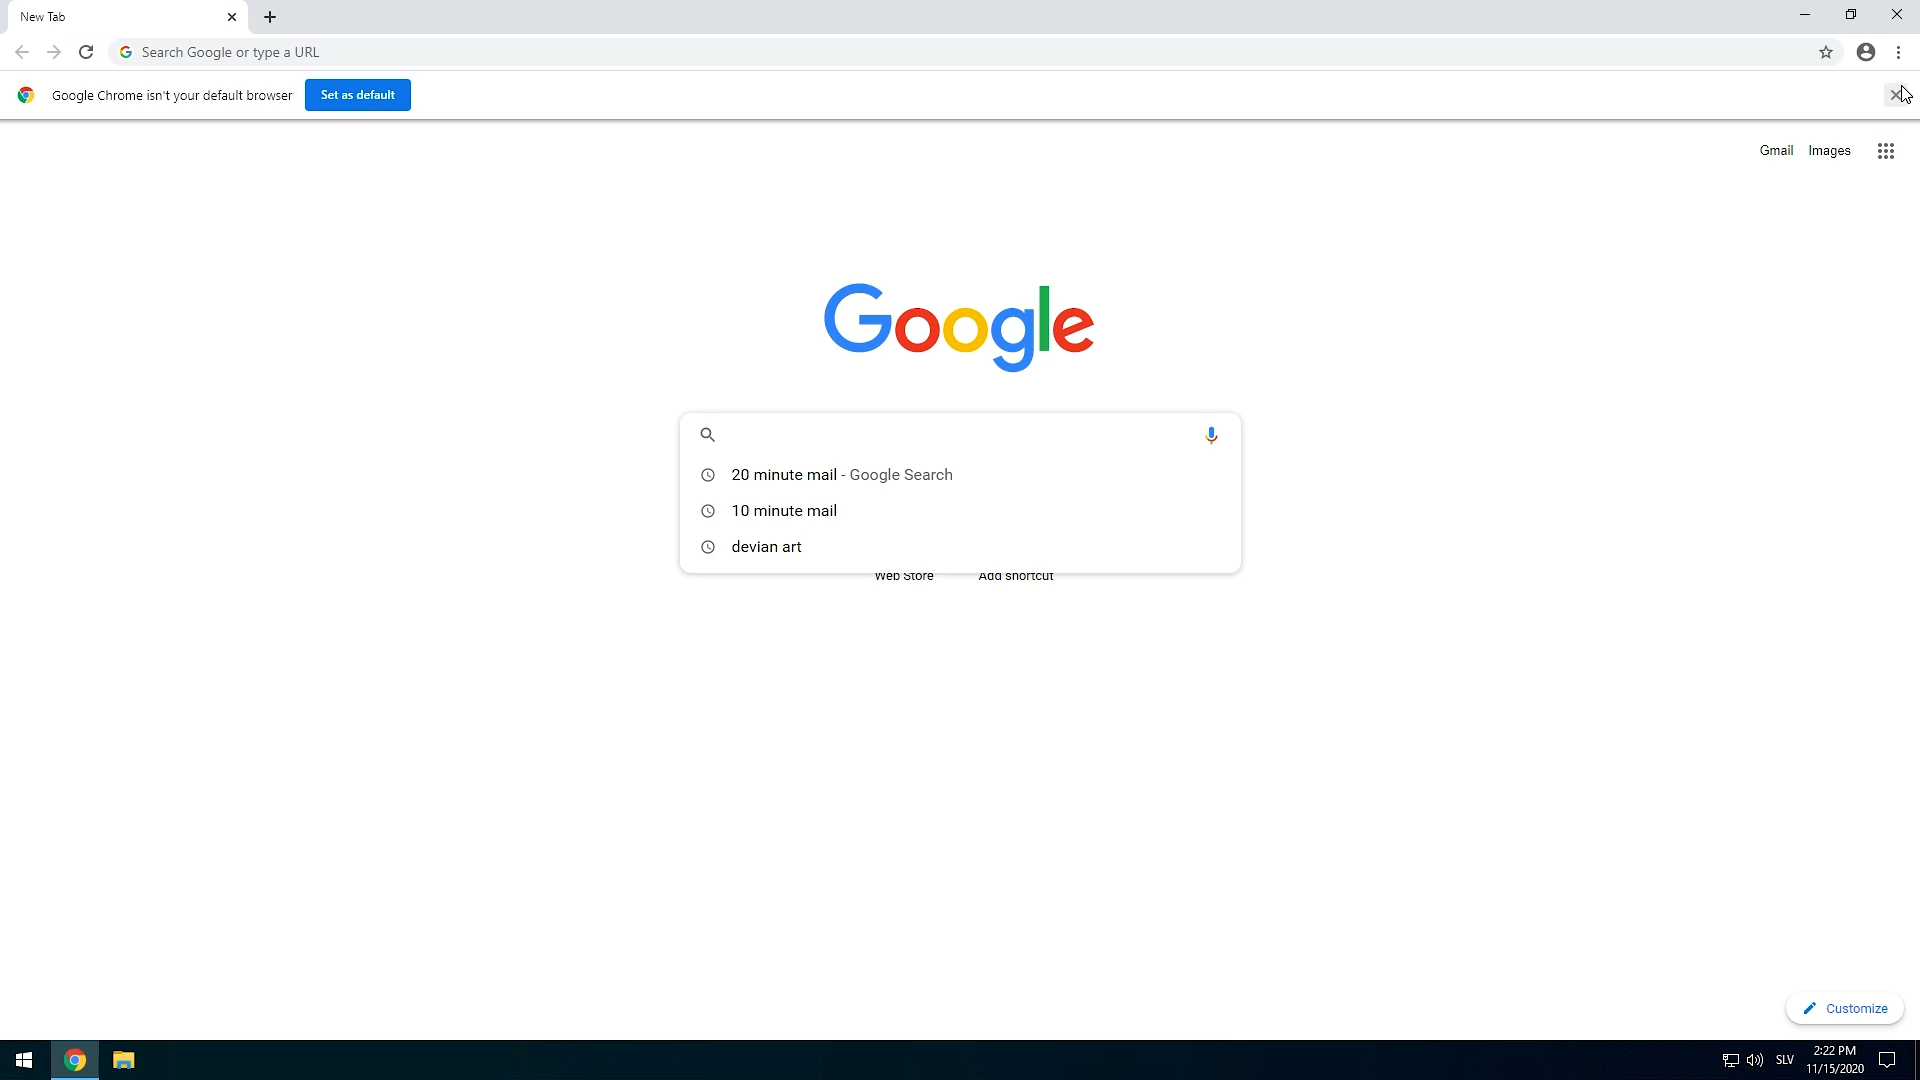 New Tab
Search Google or type a URL
Google Chrome isn't your default browser Set as default
Gmail Images
Google
20 minute mail - Google Search
10 minute mail
devian art
Web Store Add shortcut
Customize
SLV 2:22 PM
11/15/2020